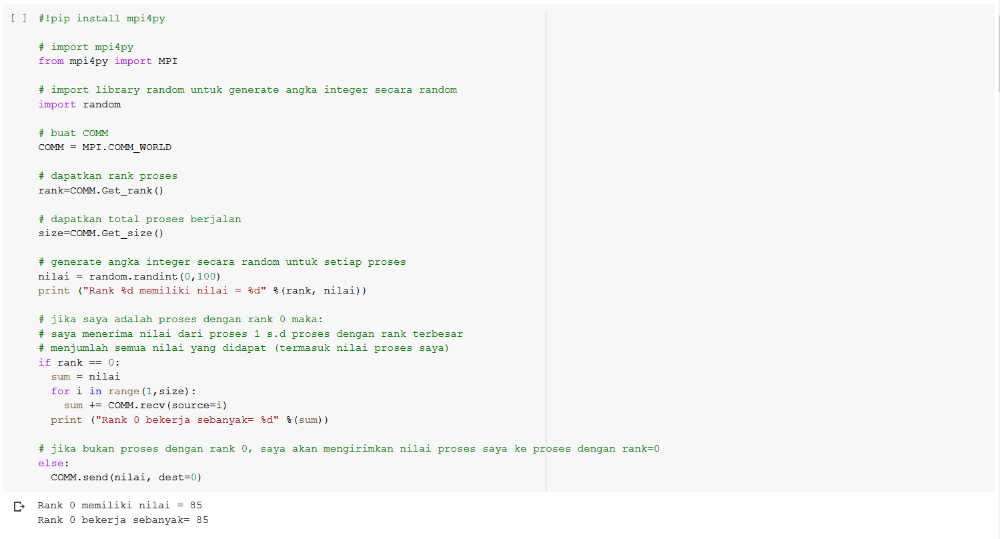 [ ] #!pip install mpi4py
# import mpi4py
from mpi4py import MPI
# import library random untuk generate angka integer secara random
import random
# buat COMM
COMM = MPI.COMM_WORLD
# dapatkan rank proses
rank=COMM.Get_rank()
# dapatkan total proses berjalan
size=COMM.Get_size()
# generate angka integer secara random untuk setiap proses
nilai = random.randint(0,100)
print ("Rank %d memiliki nilai = %d" %(rank, nilai))
# jika saya adalah proses dengan rank 0 maka:
# saya menerima nilai dari proses 1 s.d proses dengan rank terbesar
# menjumlah semua nilai yang didapat (termasuk nilai proses saya)
if rank == 0:
  sum = nilai
  for i in range(1,size):
    sum += COMM.recv(source=i)
  print ("Rank 0 bekerja sebanyak= %d" %(sum))
# jika bukan proses dengan rank 0, saya akan mengirimkan nilai proses saya ke proses dengan rank=0
else:
  COMM.send(nilai, dest=0)
Rank 0 memiliki nilai = 85
Rank 0 bekerja sebanyak= 85